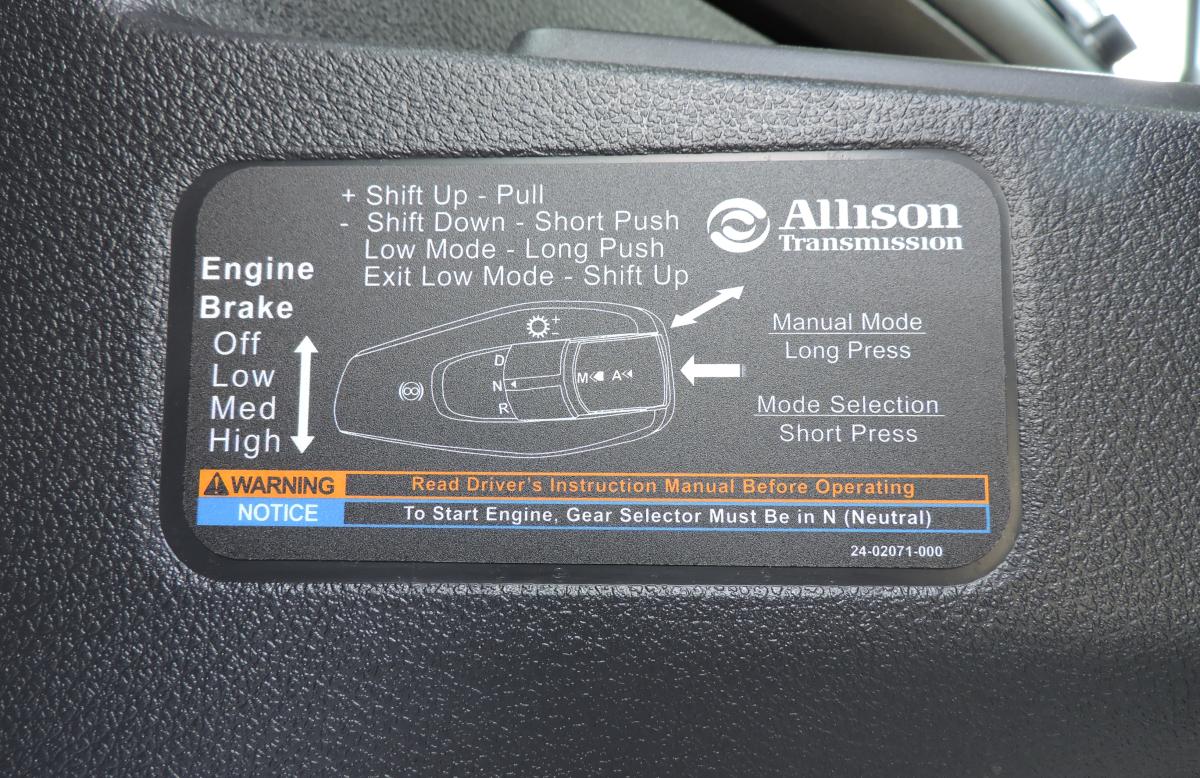 + Shift Up - Pull
- Shift Down - Short Push
Low Mode - Long Push
Exit Low Mode - Shift Up
Allison
Transmission
Engine
Brake
Off
Low
Med
High
+
-
D
N
R
M
A
Manual Mode
Long Press
Mode Selection
Short Press
WARNING Read Driver's Instruction Manual Before Operating
NOTICE To Start Engine, Gear Selector Must Be in N (Neutral)
24-02071-000